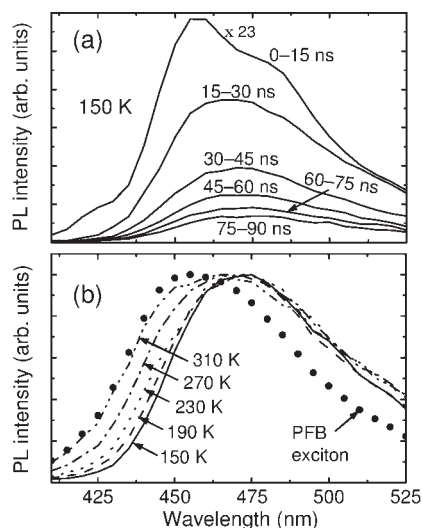 (a)
x 23
0–15 ns
150 K
15–30 ns
30–45 ns
45–60 ns
60–75 ns
75–90 ns
PL intensity (arb. units)
(b)
310 K
270 K
230 K
190 K
150 K
PFB
exciton
PL intensity (arb. units)
425 450 475 500 525
Wavelength (nm)